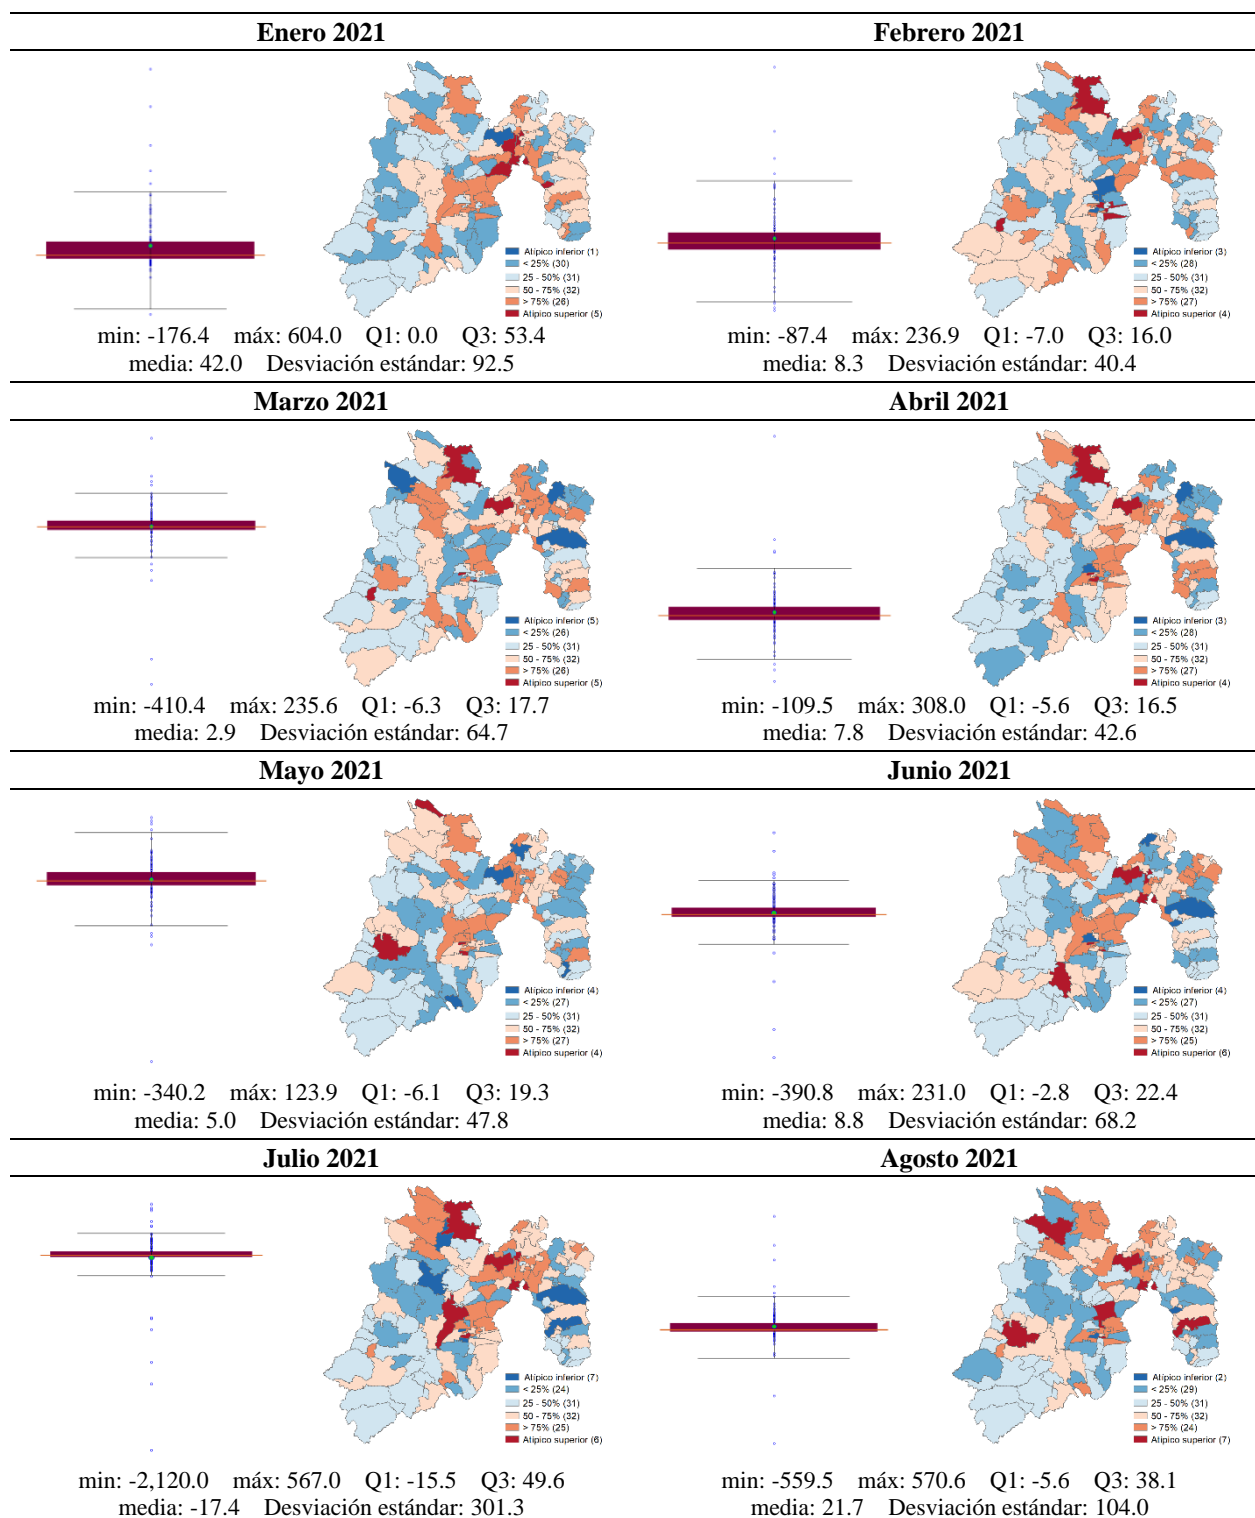 Enero 2021
Febrero 2021
Atípico inferior (1)
< 25% (30)
25 - 50% (31)
50 - 75% (32)
> 75% (26)
Atípico superior (5)
Atípico inferior (3)
< 25% (28)
25 - 50% (31)
50 - 75% (32)
> 75% (27)
Atípico superior (4)
min: -176.4 máx: 604.0 Q1: 0.0 Q3: 53.4
media: 42.0 Desviación estándar: 92.5
min: -87.4 máx: 236.9 Q1: -7.0 Q3: 16.0
media: 8.3 Desviación estándar: 40.4
Marzo 2021
Abril 2021
Atípico inferior (5)
< 25% (26)
25 - 50% (31)
50 - 75% (32)
> 75% (26)
Atípico superior (5)
Atípico inferior (3)
< 25% (28)
25 - 50% (31)
50 - 75% (32)
> 75% (27)
Atípico superior (4)
min: -410.4 máx: 235.6 Q1: -6.3 Q3: 17.7
media: 2.9 Desviación estándar: 64.7
min: -109.5 máx: 308.0 Q1: -5.6 Q3: 16.5
media: 7.8 Desviación estándar: 42.6
Mayo 2021
Junio 2021
Atípico inferior (4)
< 25% (27)
25 - 50% (31)
50 - 75% (32)
> 75% (27)
Atípico superior (4)
Atípico inferior (4)
< 25% (27)
25 - 50% (31)
50 - 75% (32)
> 75% (25)
Atípico superior (6)
min: -340.2 máx: 123.9 Q1: -6.1 Q3: 19.3
media: 5.0 Desviación estándar: 47.8
min: -390.8 máx: 231.0 Q1: -2.8 Q3: 22.4
media: 8.8 Desviación estándar: 68.2
Julio 2021
Agosto 2021
Atípico inferior (7)
< 25% (24)
25 - 50% (31)
50 - 75% (32)
> 75% (25)
Atípico superior (6)
Atípico inferior (2)
< 25% (29)
25 - 50% (31)
50 - 75% (32)
> 75% (24)
Atípico superior (7)
min: -2,120.0 máx: 567.0 Q1: -15.5 Q3: 49.6
media: -17.4 Desviación estándar: 301.3
min: -559.5 máx: 570.6 Q1: -5.6 Q3: 38.1
media: 21.7 Desviación estándar: 104.0